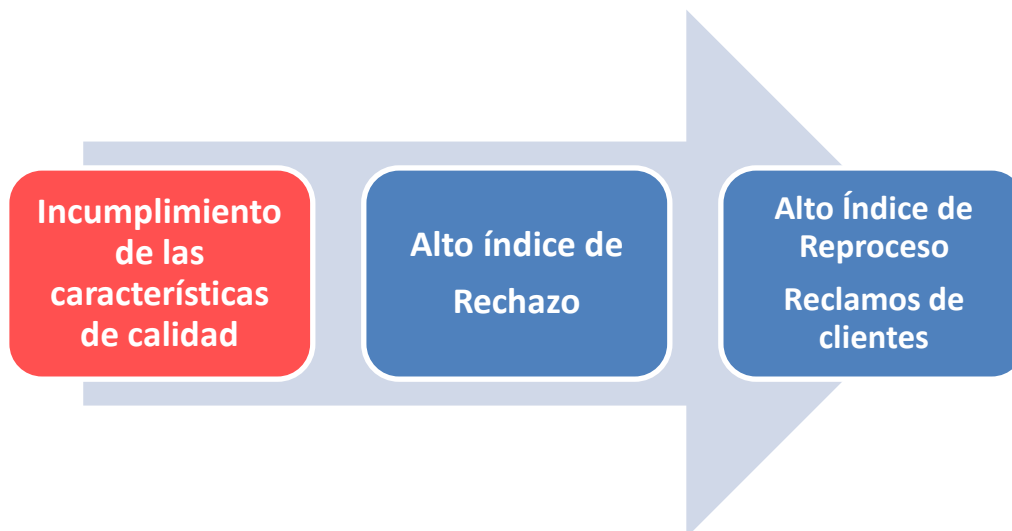 Incumplimiento
de las
características
de calidad
Alto índice de
Rechazo
Alto Índice de
Reproceso
Reclamos de
clientes